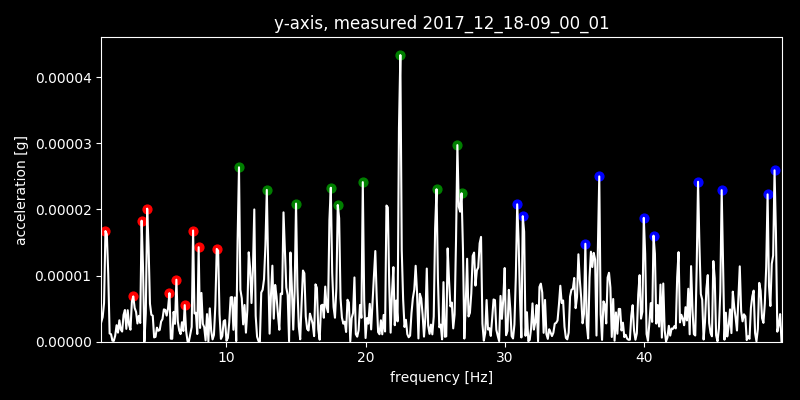 y-axis, measured 2017_12_18-09_00_01
acceleration [g]
0.00004
0.00003
0.00002
0.00001
0.00000
10 20 30 40
frequency [Hz]